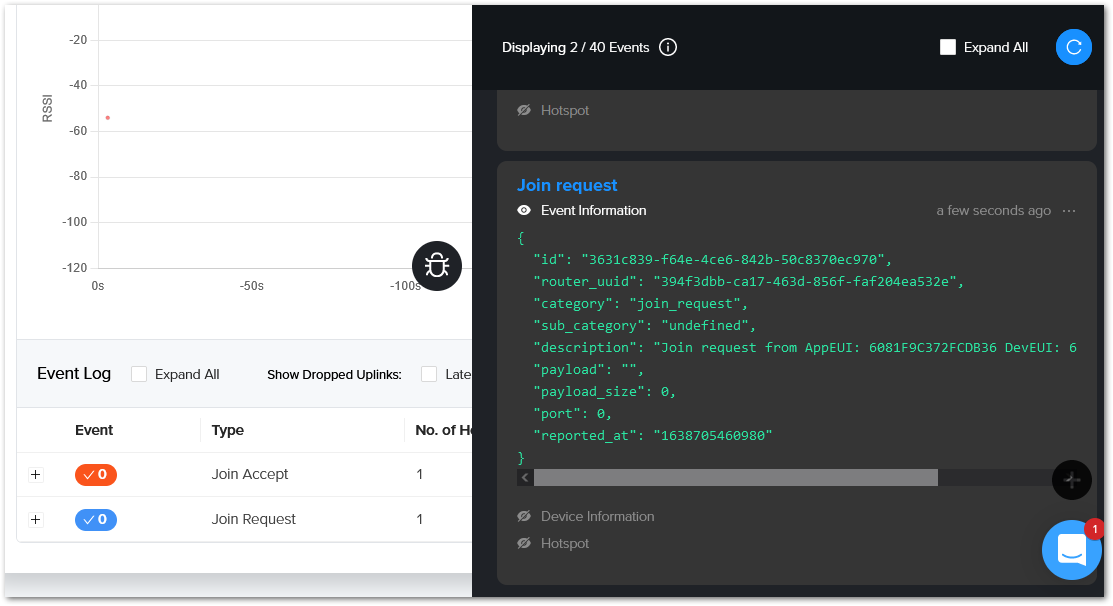 -20
-40
-60
-80
-100
-120
RSSI
0s
-50s
-100s
Event Log
Expand All
Show Dropped Uplinks:
Late
Event
Type
No. of Ho
0
Join Accept
1
0
Join Request
1
Displaying 2 / 40 Events
Expand All
Hotspot
Join request
Event Information
a few seconds ago
{
"id": "3631c839-f64e-4ce6-842b-50c8370ec970",
"router_uuid": "394f3dbb-ca17-463d-856f-faf204ea532e",
"category": "join_request",
"sub_category": "undefined",
"description": "Join request from AppEUI: 6081F9C372FCDB36 DevEUI: 6
"payload": "",
"payload_size": 0,
"port": 0,
"reported_at": "1638705460980"
}
Device Information
Hotspot
1